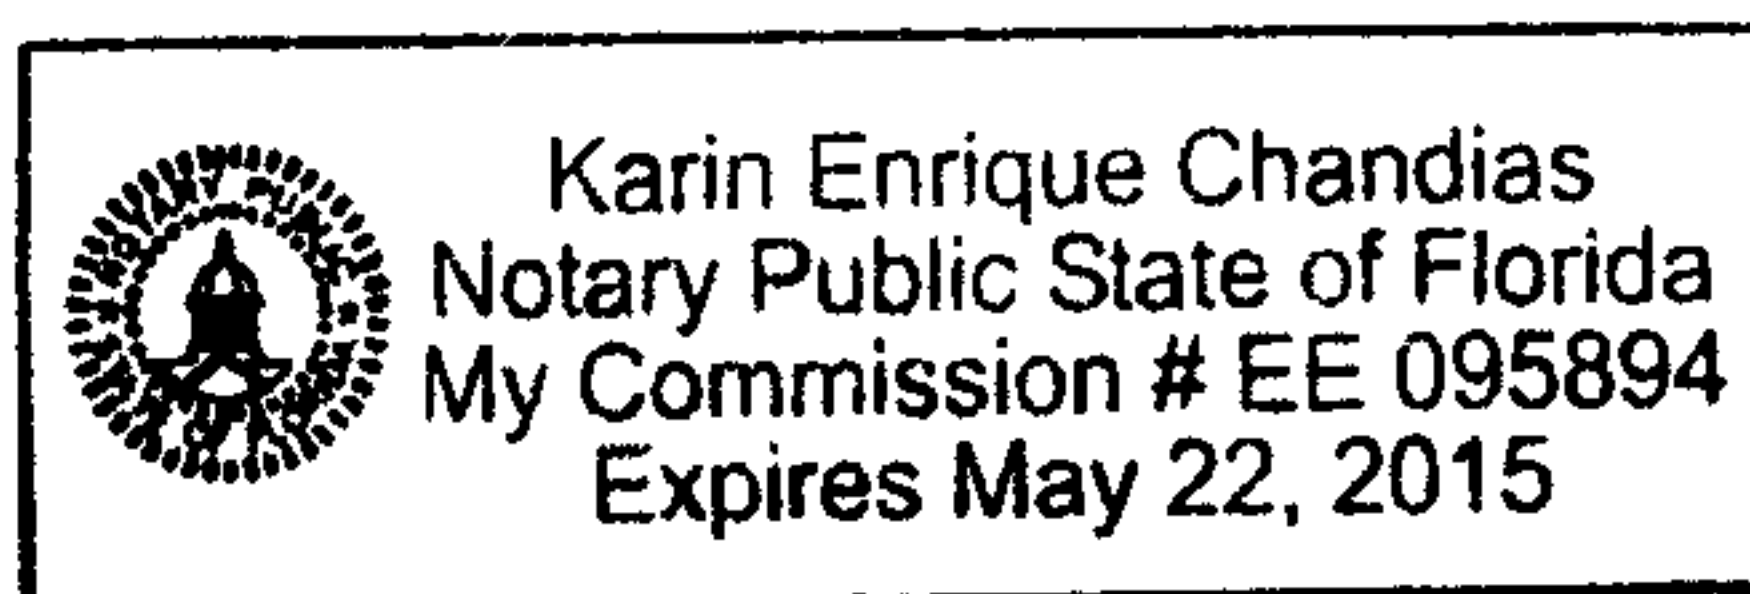 Karin Enrique Chandias
Notary Public State of Florida
My Commission # EE 095894
Expires May 22, 2015